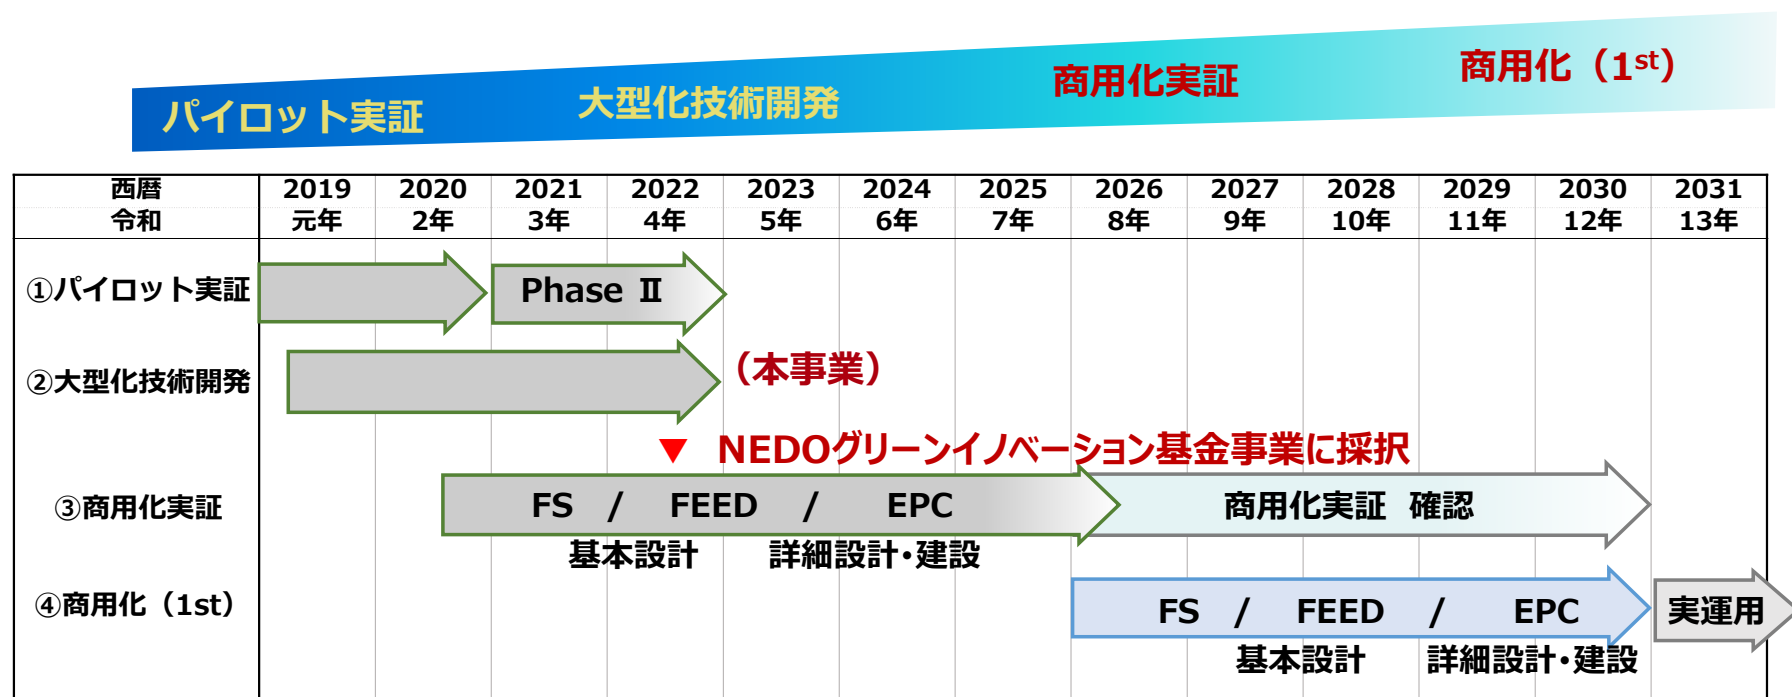 パイロット実証
大型化技術開発
商用化実証
商用化（1st）
西暦 2019 2020 2021 2022 2023 2024 2025 2026 2027 2028 2029 2030 2031
令和 元年 2年 3年 4年 5年 6年 7年 8年 9年 10年 11年 12年 13年
①パイロット実証 Phase Ⅱ
②大型化技術開発 （本事業）
▼ NEDOグリーンイノベーション基金事業に採択
③商用化実証 FS / FEED / EPC 商用化実証 確認
基本設計 詳細設計・建設
④商用化（1st） FS / FEED / EPC 実運用
基本設計 詳細設計・建設